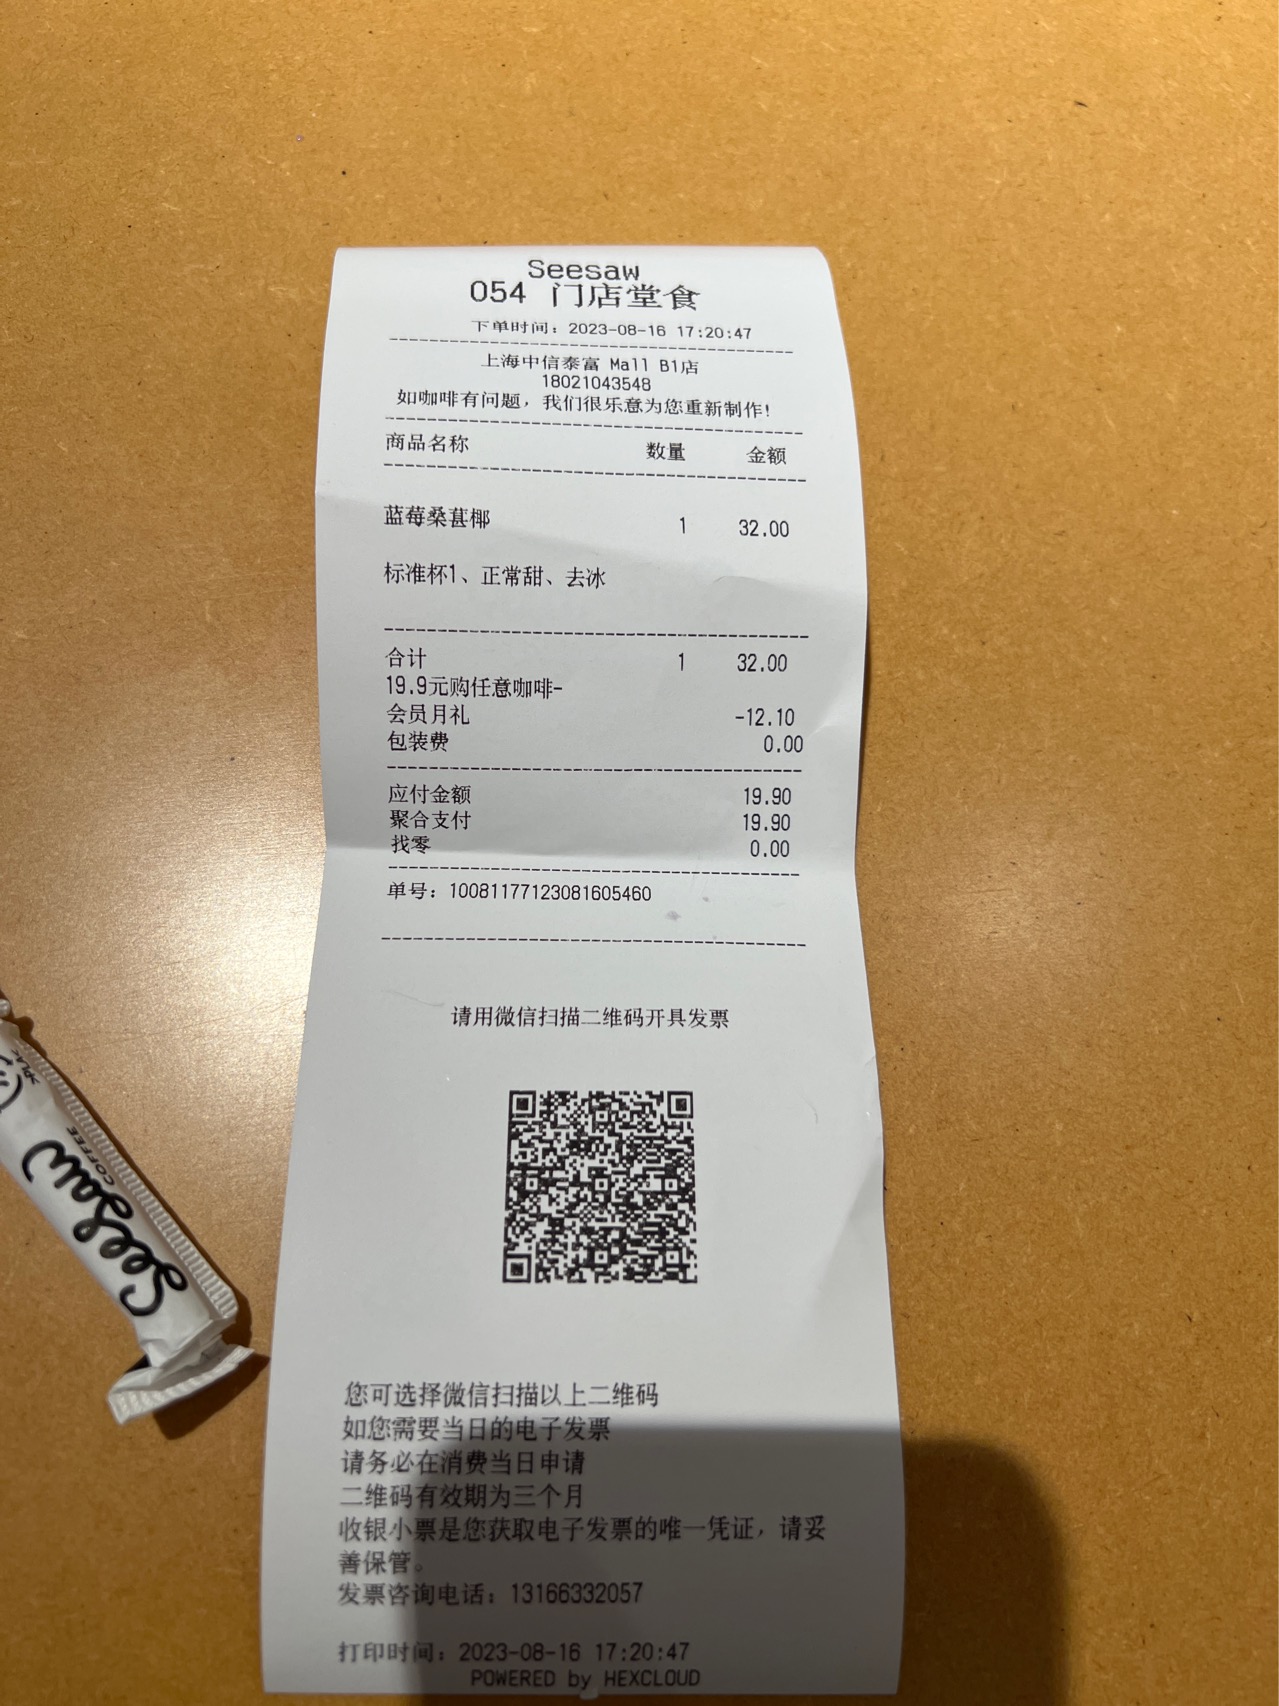 Seesaw
054 门店堂食
下单时间：2023-08-16 17:20:47
上海中信泰富 Mall B1店
18021043548
如咖啡有问题，我们很乐意为您重新制作！
商品名称 数量 金额
蓝莓桑葚椰 1 32.00
标准杯1、正常甜、去冰
合计 1 32.00
19.9元购任意咖啡-
会员月礼 -12.10
包装费 0.00
应付金额 19.90
聚合支付 19.90
找零 0.00
单号：10081177123081605460
请用微信扫描二维码开具发票
您可选择微信扫描以上二维码
如您需要当日的电子发票
请务必在消费当日申请
二维码有效期为三个月
收银小票是您获取电子发票的唯一凭证，请妥
善保管。
发票咨询电话：13166332057
打印时间：2023-08-16 17:20:47
POWERED by HEXCLOUD
Seesaw
COFFEE